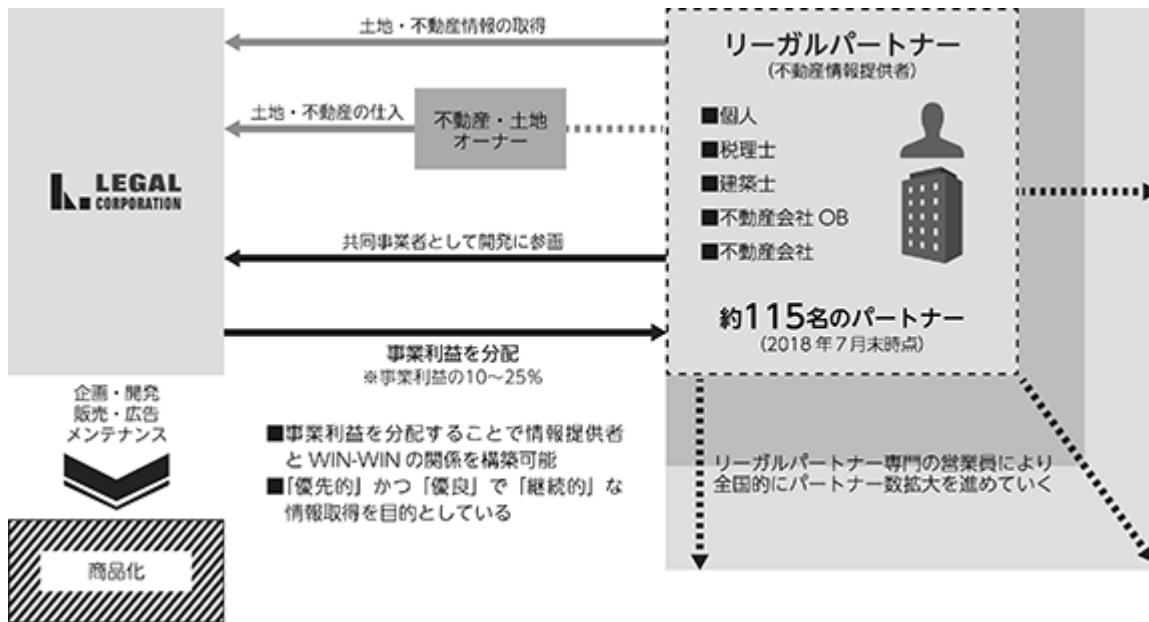 土地・不動産情報の取得
土地・不動産の仕入
不動産・土地
オーナー
LEGAL
CORPORATION
共同事業者として開発に参画
事業利益を分配
※事業利益の10〜25%
企画・開発
販売・広告
メンテナンス
商品化
■事業利益を分配することで情報提供者
とWIN-WINの関係を構築可能
■「優先的」かつ「優良」で「継続的」な
情報取得を目的としている
リーガルパートナー
(不動産情報提供者)
■個人
■税理士
■建築士
■不動産会社 OB
■不動産会社
約115名のパートナー
(2018年7月末時点)
リーガルパートナー専門の営業員により
全国的にパートナー数拡大を進めていく